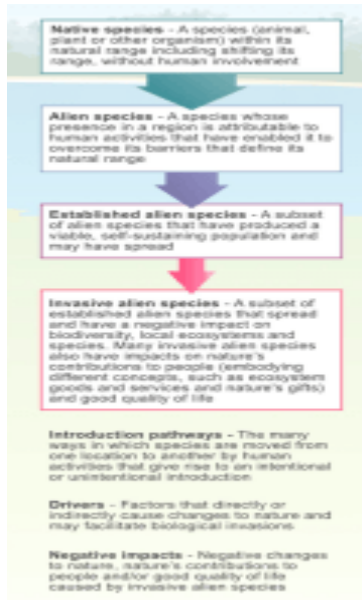 Native species - A species (animal,
plant or other organism) within its
natural range including shifting its
range, without human involvement
Alien species - A species whose
presence in a region is attributable to
human activities that have enabled it to
overcome its barriers that define its
natural range
Established alien species - A subset
of alien species that have produced a
viable, self-sustaining population and
may have spread
Invasive alien species - A subset of
established alien species that spread
and have a negative impact on
biodiversity, local ecosystems and
species. Many invasive alien species
also have impacts on nature's
contributions to people (embodying
different concepts, such as ecosystem
goods and services and nature's gifts)
and good quality of life
Introduction pathways - The many
ways in which species are moved from
one location to another by human
activities that give rise to an intentional
or unintentional introduction
Drivers - Factors that directly or
indirectly cause changes to nature and
may facilitate biological invasions
Negative impacts - Negative changes
to nature, nature's contributions to
people and/or good quality of life
caused by invasive alien species